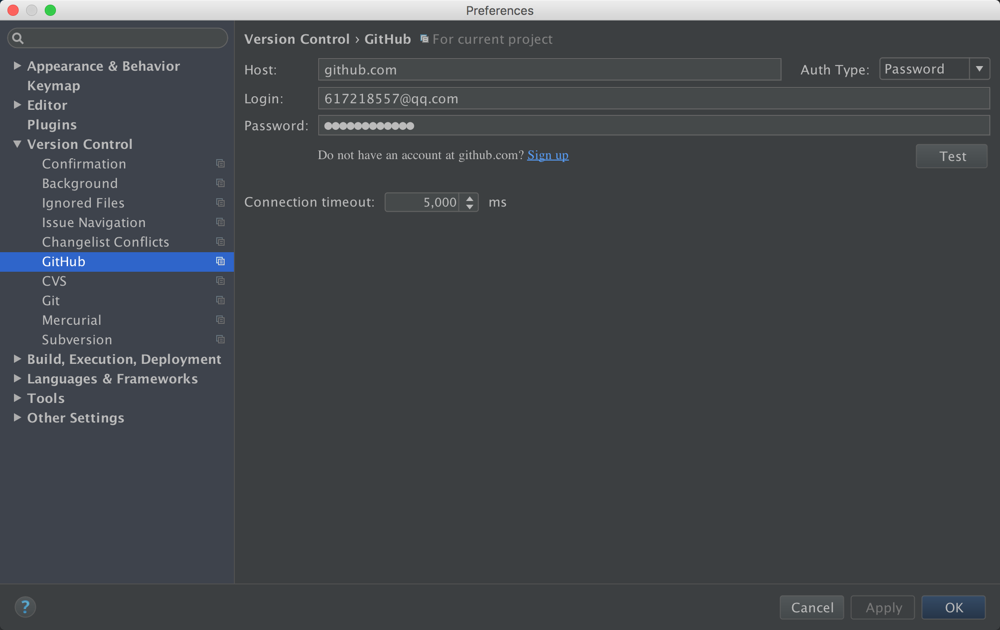 Preferences
Version Control › GitHub For current project
Host: github.com Auth Type: Password
Login: 617218557@qq.com
Password: ●●●●●●●●●●●●
Do not have an account at github.com? Sign up
Test
Connection timeout: 5,000 ms
Appearance & Behavior
Keymap
Editor
Plugins
Version Control
Confirmation
Background
Ignored Files
Issue Navigation
Changelist Conflicts
GitHub
CVS
Git
Mercurial
Subversion
Build, Execution, Deployment
Languages & Frameworks
Tools
Other Settings
? Cancel Apply OK